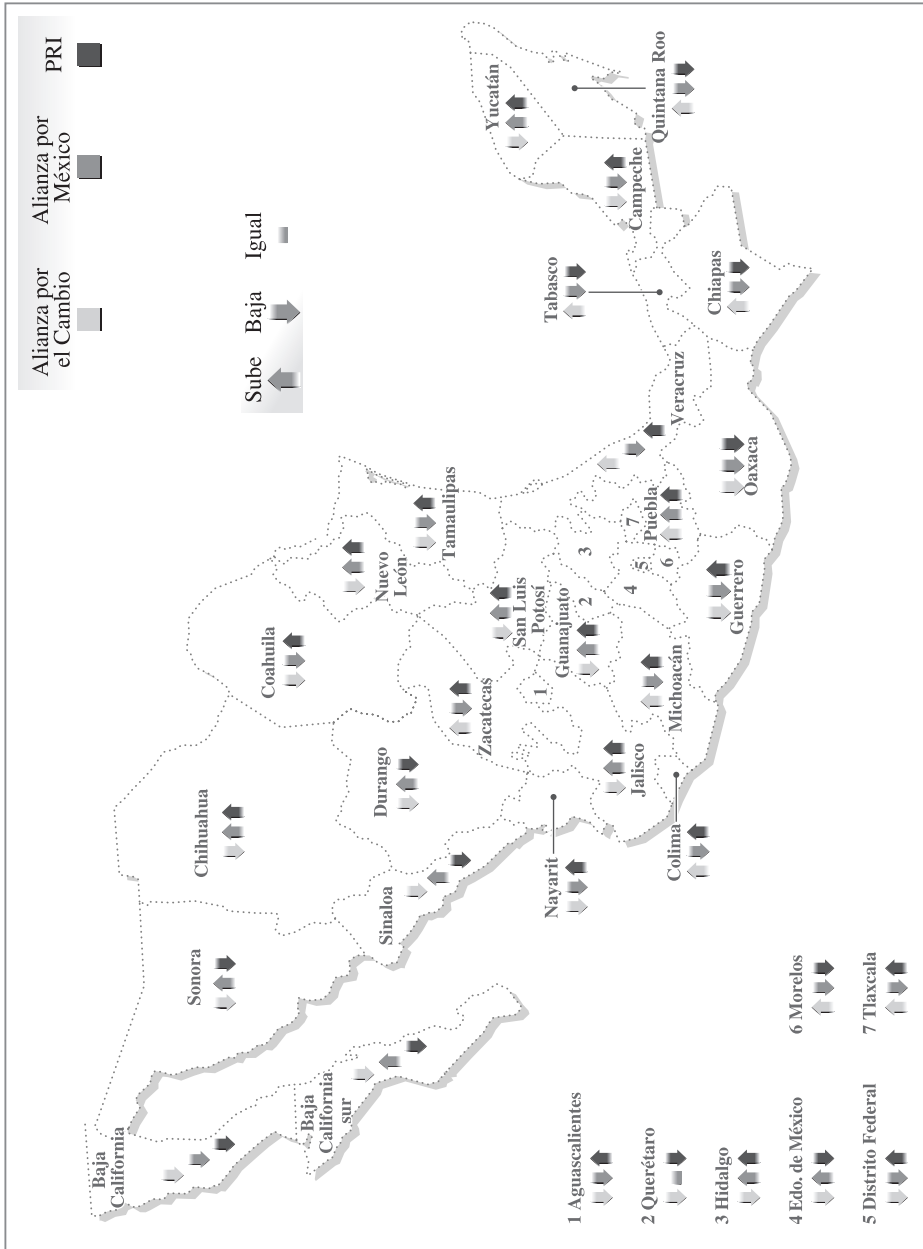 Alianza por
el Cambio
Alianza por
México
PRI
Sube
Baja
Igual
Baja
California
Sonora
Chihuahua
Coahuila
Nuevo
León
Tamaulipas
Baja
California
sur
Sinaloa
Durango
Zacatecas
San Luis
Potosí
Nayarit
1
Guanajuato
2
3
Jalisco
4
5
6
7
Puebla
Colima
Michoacán
Guerrero
Veracruz
Oaxaca
Tabasco
Chiapas
Campeche
Yucatán
Quintana Roo
1 Aguascalientes
2 Querétaro
3 Hidalgo
4 Edo. de México
5 Distrito Federal
6 Morelos
7 Tlaxcala